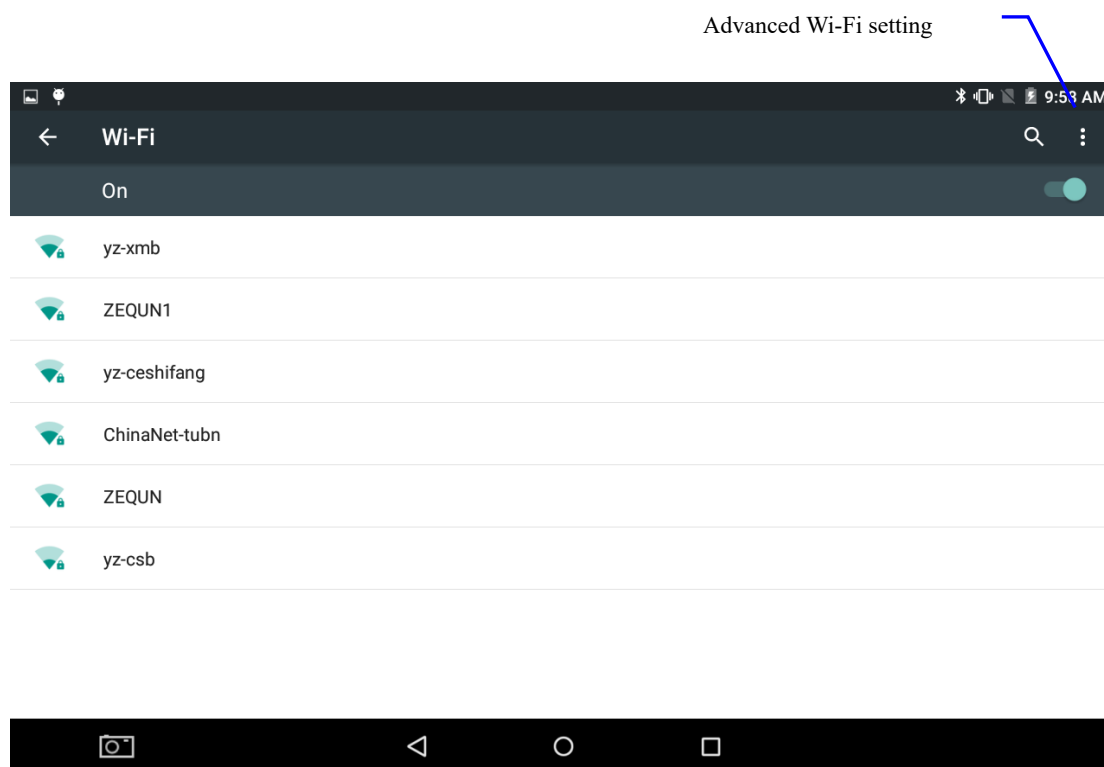 Advanced Wi-Fi setting
9:53 AM
Wi-Fi
On
yz-xmb
ZEQUN1
yz-ceshifang
ChinaNet-tubn
ZEQUN
yz-csb